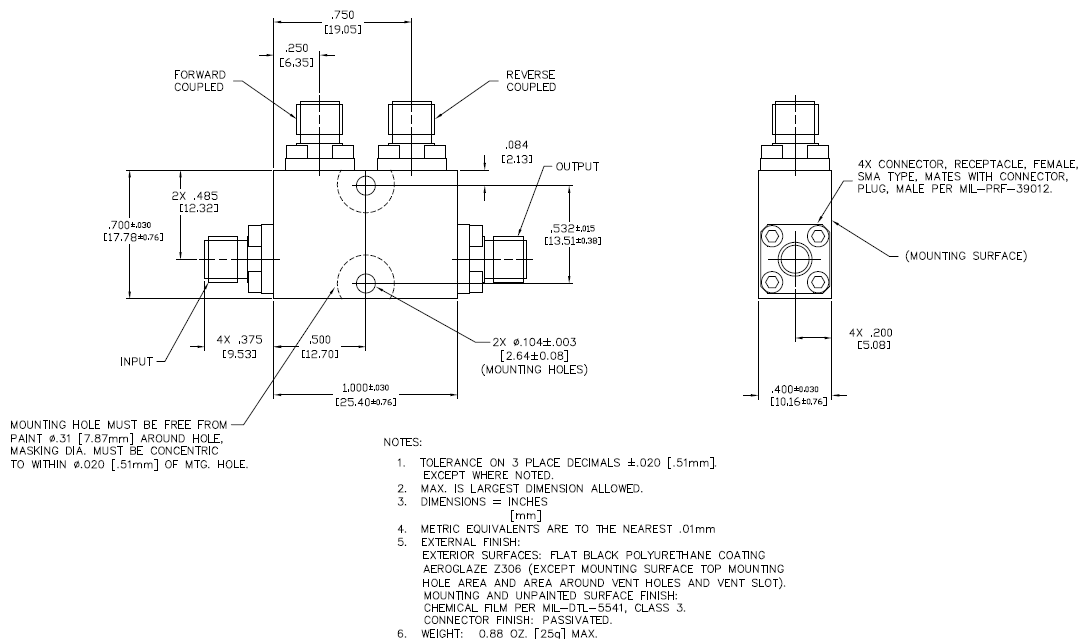 .750
[19.05]
.250
[6.35]
FORWARD
COUPLED
REVERSE
COUPLED
.084
[2.13]
OUTPUT
4X CONNECTOR, RECEPTACLE, FEMALE,
SMA TYPE, MATES WITH CONNECTOR,
PLUG, MALE PER MIL-PRF-39012.
2X .485
[12.32]
.700±.030
[17.78±0.76]
.532±.015
[13.51±0.38]
(MOUNTING SURFACE)
4X .375
[9.53]
.500
[12.70]
2X ø.104±.003
[2.64±0.08]
(MOUNTING HOLES)
4X .200
[5.08]
INPUT
1.000±.030
[25.40±0.76]
.400±0.030
[10.16±0.76]
MOUNTING HOLE MUST BE FREE FROM
PAINT ø.31 [7.87mm] AROUND HOLE,
MASKING DIA. MUST BE CONCENTRIC
TO WITHIN ø.020 [.51mm] OF MTG. HOLE.
NOTES:
1. TOLERANCE ON 3 PLACE DECIMALS ±.020 [.51mm].
EXCEPT WHERE NOTED.
2. MAX. IS LARGEST DIMENSION ALLOWED.
3. DIMENSIONS = INCHES
[mm]
4. METRIC EQUIVALENTS ARE TO THE NEAREST .01mm
5. EXTERNAL FINISH:
EXTERIOR SURFACES: FLAT BLACK POLYURETHANE COATING
AEROGLAZE Z306 (EXCEPT MOUNTING SURFACE TOP MOUNTING
HOLE AREA AND AREA AROUND VENT HOLES AND VENT SLOT).
MOUNTING AND UNPAINTED SURFACE FINISH:
CHEMICAL FILM PER MIL-DTL-5541, CLASS 3.
CONNECTOR FINISH: PASSIVATED.
6. WEIGHT: 0.88 OZ. [25g] MAX.